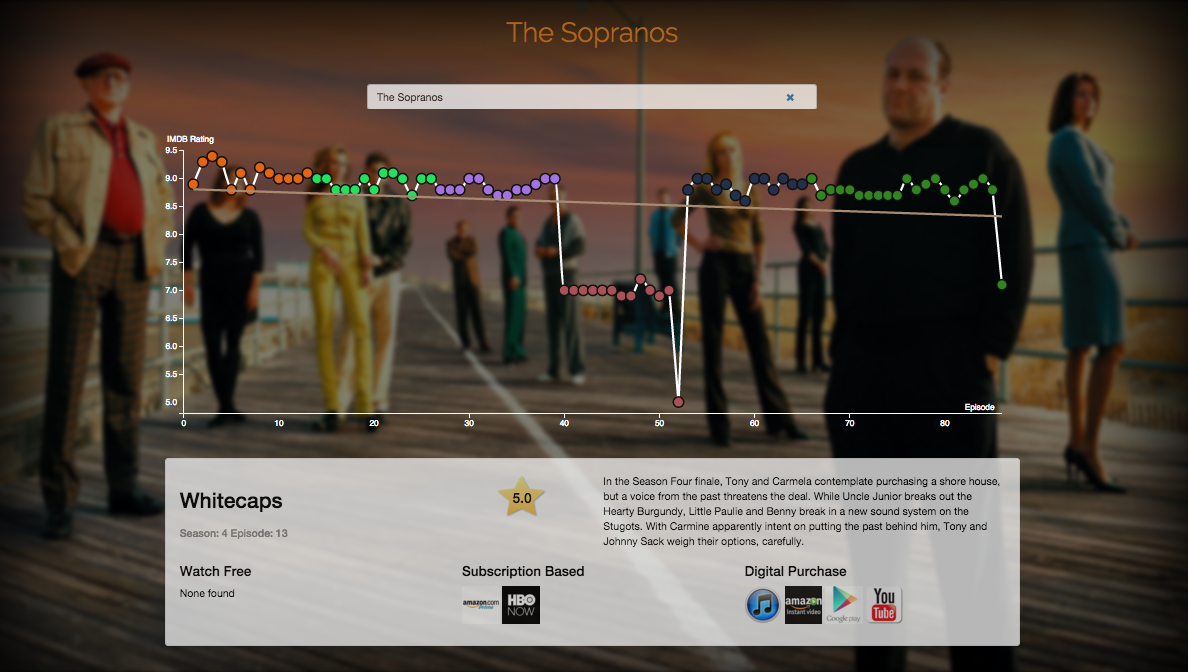 The Sopranos
The Sopranos ×
IMDB Rating
9.5
9.0
8.5
8.0
7.5
7.0
6.5
6.0
5.5
5.0
Episode
0 10 20 30 40 50 60 70 80
Whitecaps
Season: 4 Episode: 13
5.0
In the Season Four finale, Tony and Carmela contemplate purchasing a shore house,
but a voice from the past threatens the deal. While Uncle Junior breaks out the
Hearty Burgundy, Little Paulie and Benny break in a new sound system on the
Stugots. With Carmine apparently intent on putting the past behind him, Tony and
Johnny Sack weigh their options, carefully.
Watch Free
None found
Subscription Based
amazon.com
HBO
NOW
Digital Purchase
amazon
instant video
Google play
You
Tube